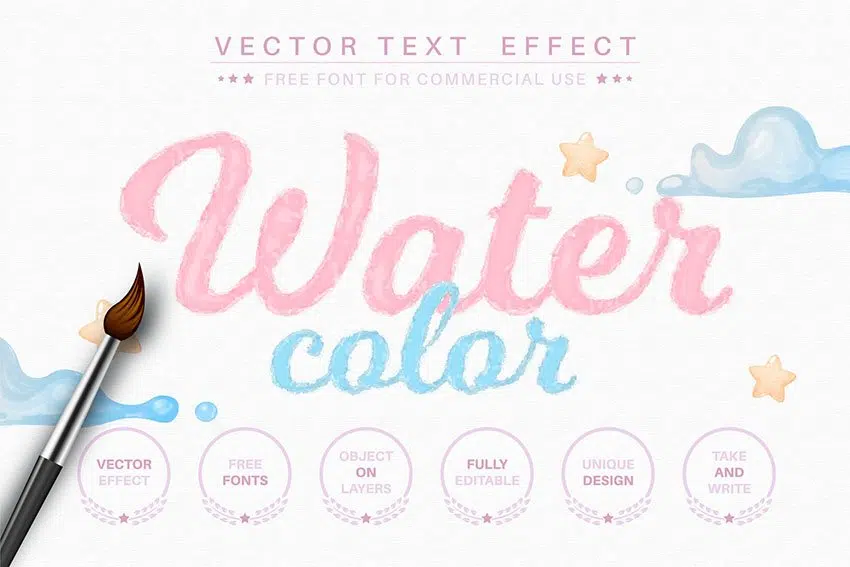 VECTOR TEXT EFFECT
FREE FONT FOR COMMERCIAL USE
Water
color
VECTOR
EFFECT
FREE
FONTS
OBJECT
ON
LAYERS
FULLY
EDITABLE
UNIQUE
DESIGN
TAKE
AND
WRITE